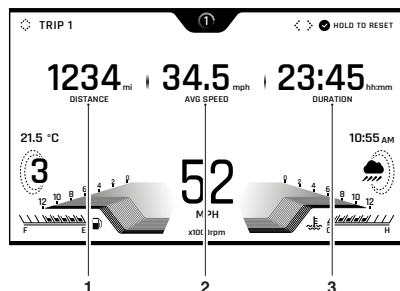 1
TRIP 1
HOLD TO RESET
1234 mi
34.5 mph
23:45 hh:mm
DISTANCE
AVG SPEED
DURATION
21.5 °C
10:55 AM
3
52
MPH
12 10 8 6 4 2 0
0 2 4 6 8 10 12
F E
C H
1 2 3